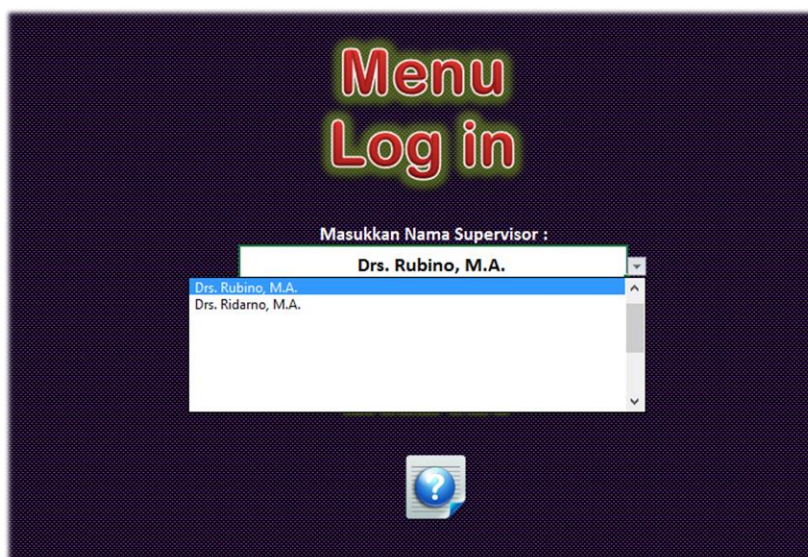 Menu
Log in
Masukkan Nama Supervisor :
Drs. Rubino, M.A.
Drs. Rubino, M.A.
Drs. Ridarno, M.A.
?